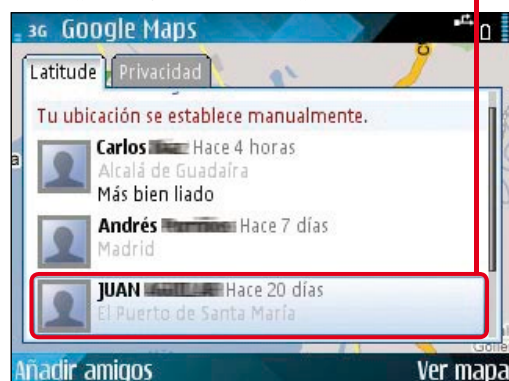 3G Google Maps
Latitude Privacidad
Tu ubicación se establece manualmente.
Carlos Hace 4 horas
Alcalá de Guadaíra
Más bien liado
Andrés Hace 7 días
Madrid
JUAN Hace 20 días
El Puerto de Santa María
Añadir amigos Ver mapa